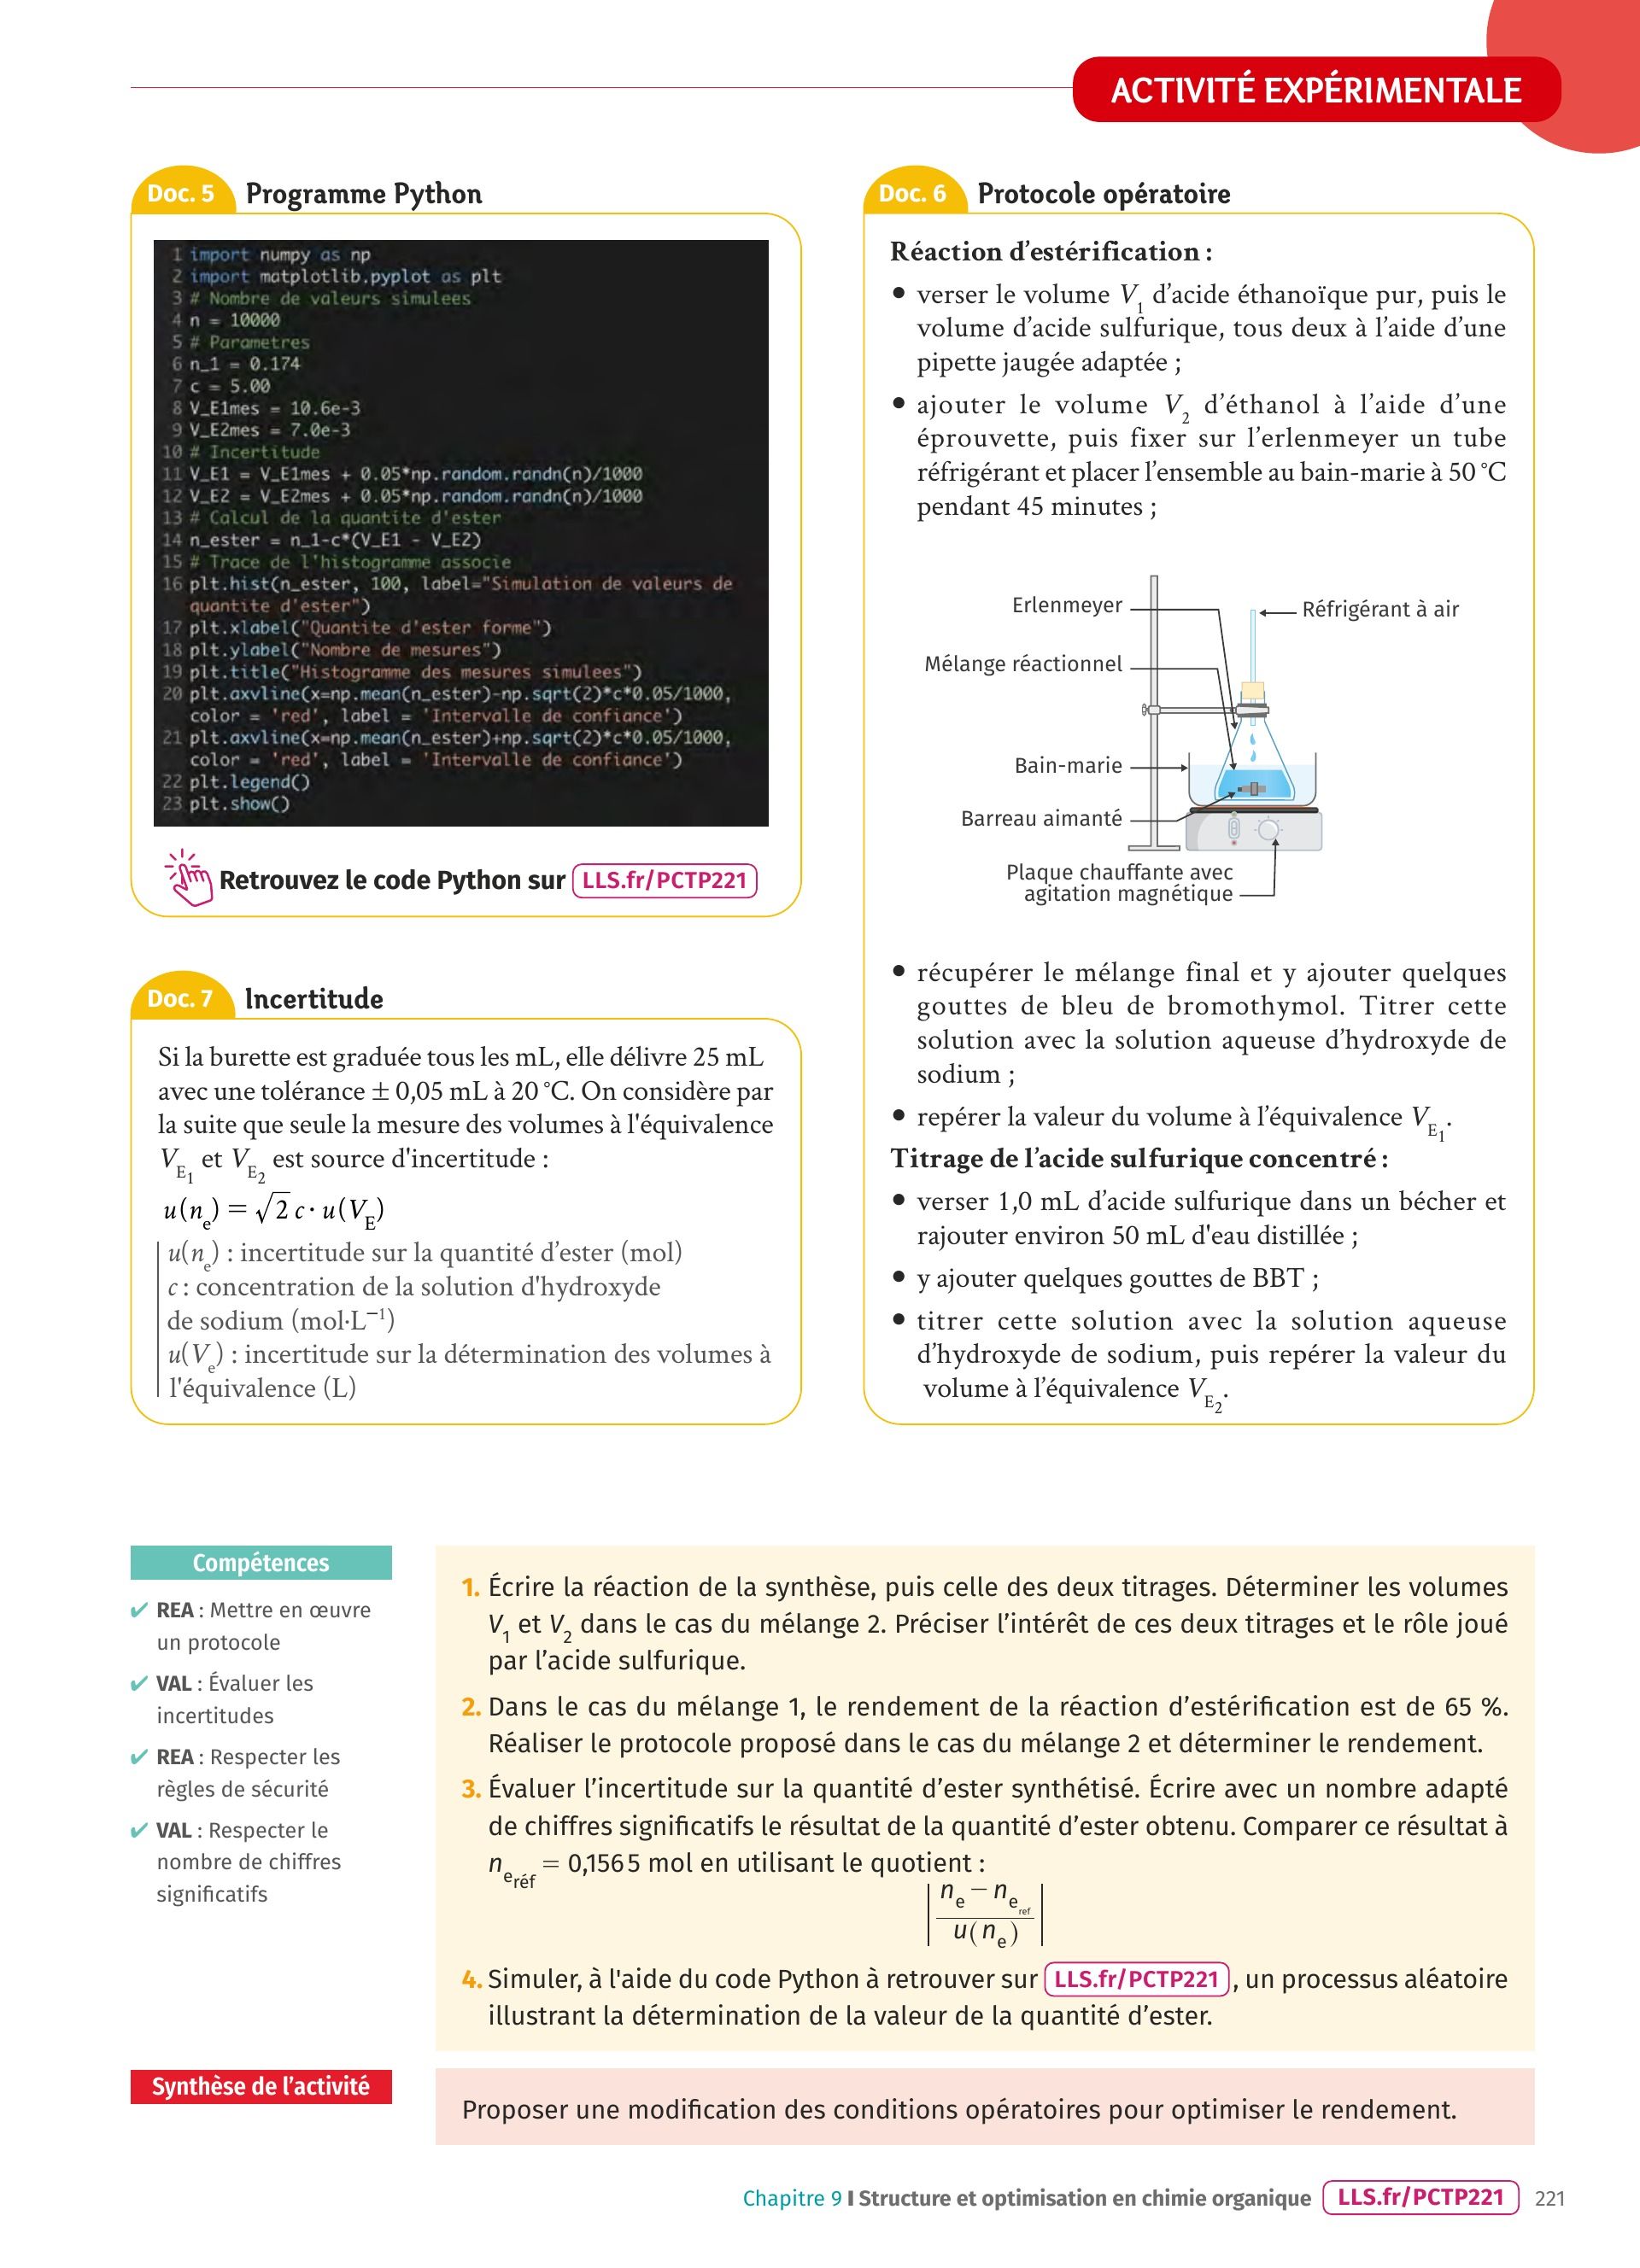 ACTIVITÉ EXPÉRIMENTALE
Doc. 5 Programme Python
1 import numpy as np
2 import matplotlib.pyplot as plt
3 # Nombre de valeurs simulees
4 n = 10000
5 # Parametres
6 n_1 = 0.174
7 c = 5.00
8 V_E1mes = 10.6e-3
9 V_E2mes = 7.0e-3
10 # Incertitude
11 V_E1 = V_E1mes + 0.05*np.random.randn(n)/1000
12 V_E2 = V_E2mes + 0.05*np.random.randn(n)/1000
13 # Calcul de la quantite d'ester
14 n_ester = n_1-c*(V_E1 - V_E2)
15 # Trace de l'histogramme associe
16 plt.hist(n_ester, 100, label="Simulation de valeurs de
quantite d'ester")
17 plt.xlabel("Quantite d'ester forme")
18 plt.ylabel("Nombre de mesures")
19 plt.title("Histogramme des mesures simulees")
20 plt.axvline(x=np.mean(n_ester)-np.sqrt(2)*c*0.05/1000,
color = 'red', label = 'Intervalle de confiance')
21 plt.axvline(x=np.mean(n_ester)+np.sqrt(2)*c*0.05/1000,
color = 'red', label = 'Intervalle de confiance')
22 plt.legend()
23 plt.show()
Retrouvez le code Python sur LLS.fr/PCTP221
Doc. 7 Incertitude
Si la burette est graduée tous les mL, elle délivre 25 mL
avec une tolérance ± 0,05 mL à 20 °C. On considère par
la suite que seule la mesure des volumes à l'équivalence
V_E1 et V_E2 est source d'incertitude :
u(n_e) = √2 c · u(V_E)
u(n_e) : incertitude sur la quantité d’ester (mol)
c : concentration de la solution d'hydroxyde
de sodium (mol·L⁻¹)
u(V_e) : incertitude sur la détermination des volumes à
l'équivalence (L)
Doc. 6 Protocole opératoire
Réaction d’estérification :
• verser le volume V₁ d’acide éthanoïque pur, puis le
volume d’acide sulfurique, tous deux à l’aide d’une
pipette jaugée adaptée ;
• ajouter le volume V₂ d’éthanol à l’aide d’une
éprouvette, puis fixer sur l’erlenmeyer un tube
réfrigérant et placer l’ensemble au bain-marie à 50 °C
pendant 45 minutes ;
Erlenmeyer
Réfrigérant à air
Mélange réactionnel
Bain-marie
Barreau aimanté
Plaque chauffante avec
agitation magnétique
• récupérer le mélange final et y ajouter quelques
gouttes de bleu de bromothymol. Titrer cette
solution avec la solution aqueuse d’hydroxyde de
sodium ;
• repérer la valeur du volume à l’équivalence V_E1.
Titrage de l’acide sulfurique concentré :
• verser 1,0 mL d’acide sulfurique dans un bécher et
rajouter environ 50 mL d'eau distillée ;
• y ajouter quelques gouttes de BBT ;
• titrer cette solution avec la solution aqueuse
d’hydroxyde de sodium, puis repérer la valeur du
volume à l’équivalence V_E2.
Compétences
✔ REA : Mettre en œuvre
un protocole
✔ VAL : Évaluer les
incertitudes
✔ REA : Respecter les
règles de sécurité
✔ VAL : Respecter le
nombre de chiffres
significatifs
1. Écrire la réaction de la synthèse, puis celle des deux titrages. Déterminer les volumes
V₁ et V₂ dans le cas du mélange 2. Préciser l’intérêt de ces deux titrages et le rôle joué
par l’acide sulfurique.
2. Dans le cas du mélange 1, le rendement de la réaction d’estérification est de 65 %.
Réaliser le protocole proposé dans le cas du mélange 2 et déterminer le rendement.
3. Évaluer l’incertitude sur la quantité d’ester synthétisé. Écrire avec un nombre adapté
de chiffres significatifs le résultat de la quantité d’ester obtenu. Comparer ce résultat à
n_e réf = 0,1565 mol en utilisant le quotient :
|(n_e − n_e ref) / u(n_e)|
4. Simuler, à l'aide du code Python à retrouver sur LLS.fr/PCTP221, un processus aléatoire
illustrant la détermination de la valeur de la quantité d’ester.
Synthèse de l’activité
Proposer une modification des conditions opératoires pour optimiser le rendement.
Chapitre 9 I Structure et optimisation en chimie organique LLS.fr/PCTP221 221